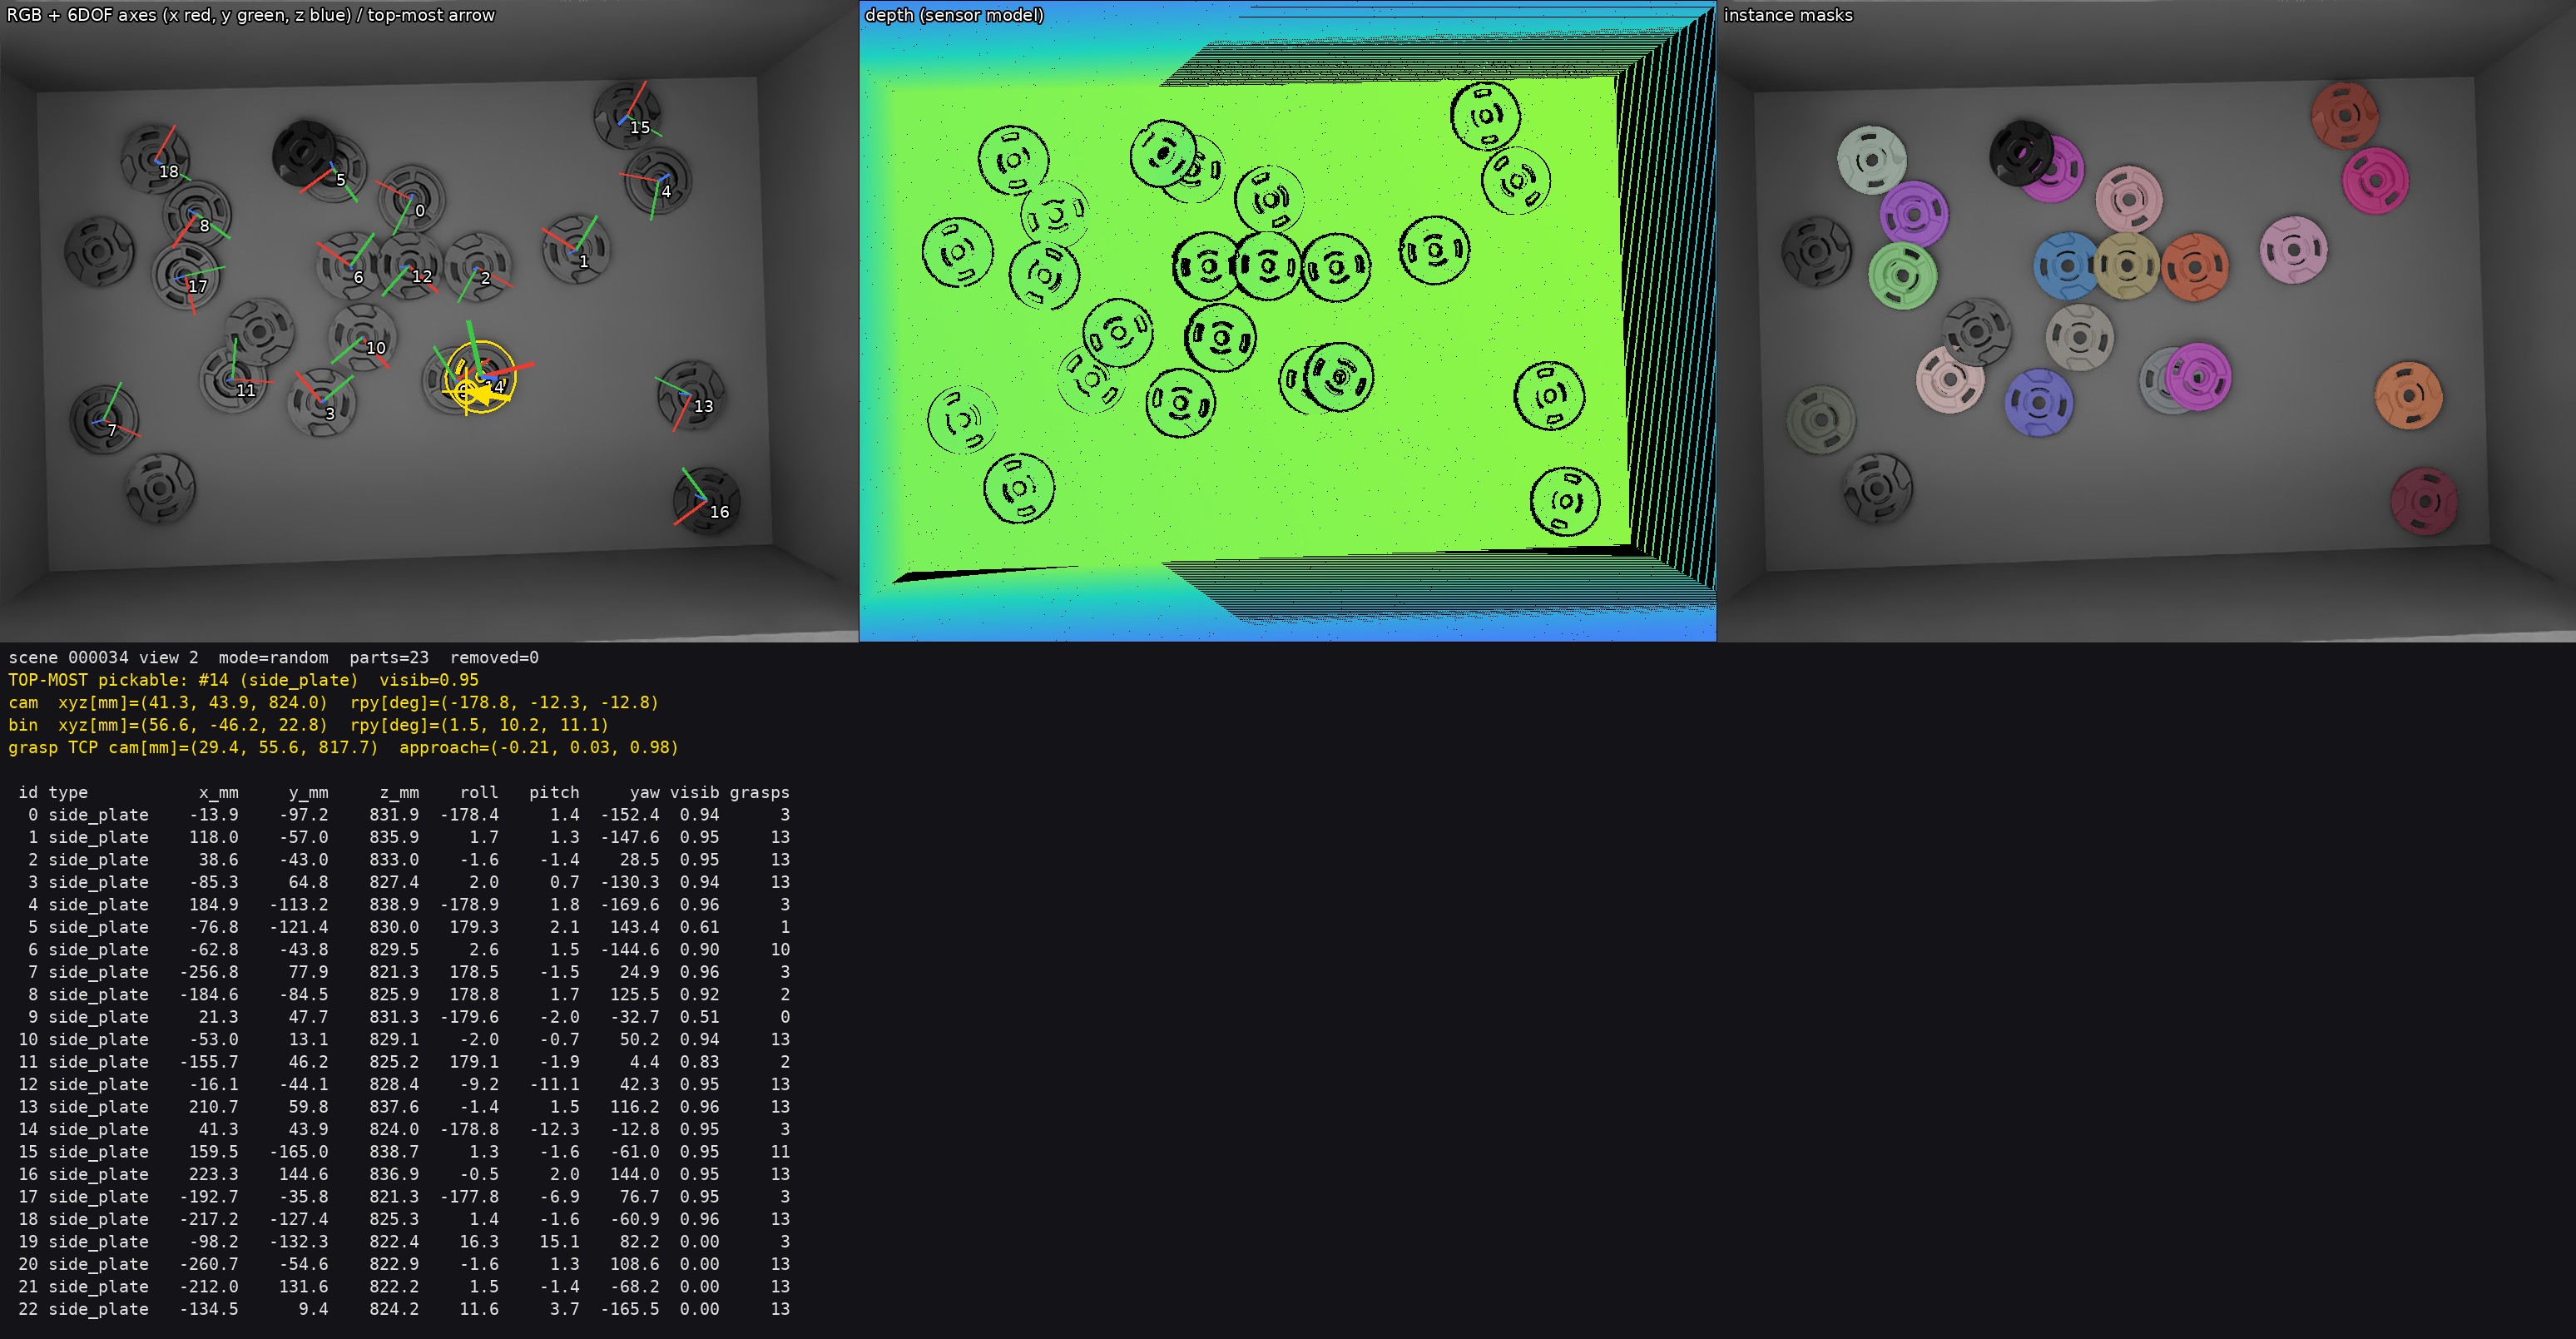 RGB + 6DOF axes (x red, y green, z blue) / top-most arrow
depth (sensor model)
instance masks
15
18
5
4
0
8
1
6
12
2
17
10
14
11
3
13
7
16
scene 000034 view 2  mode=random  parts=23  removed=0
TOP-MOST pickable: #14 (side_plate)  visib=0.95
cam  xyz[mm]=(41.3, 43.9, 824.0)  rpy[deg]=(-178.8, -12.3, -12.8)
bin  xyz[mm]=(56.6, -46.2, 22.8)  rpy[deg]=(1.5, 10.2, 11.1)
grasp TCP cam[mm]=(29.4, 55.6, 817.7)  approach=(-0.21, 0.03, 0.98)
id type x_mm y_mm z_mm roll pitch yaw visib grasps
0 side_plate -13.9 -97.2 831.9 -178.4 1.4 -152.4 0.94 3
1 side_plate 118.0 -57.0 835.9 1.7 1.3 -147.6 0.95 13
2 side_plate 38.6 -43.0 833.0 -1.6 -1.4 28.5 0.95 13
3 side_plate -85.3 64.8 827.4 2.0 0.7 -130.3 0.94 13
4 side_plate 184.9 -113.2 838.9 -178.9 1.8 -169.6 0.96 3
5 side_plate -76.8 -121.4 830.0 179.3 2.1 143.4 0.61 1
6 side_plate -62.8 -43.8 829.5 2.6 1.5 -144.6 0.90 10
7 side_plate -256.8 77.9 821.3 178.5 -1.5 24.9 0.96 3
8 side_plate -184.6 -84.5 825.9 178.8 1.7 125.5 0.92 2
9 side_plate 21.3 47.7 831.3 -179.6 -2.0 -32.7 0.51 0
10 side_plate -53.0 13.1 829.1 -2.0 -0.7 50.2 0.94 13
11 side_plate -155.7 46.2 825.2 179.1 -1.9 4.4 0.83 2
12 side_plate -16.1 -44.1 828.4 -9.2 -11.1 42.3 0.95 13
13 side_plate 210.7 59.8 837.6 -1.4 1.5 116.2 0.96 13
14 side_plate 41.3 43.9 824.0 -178.8 -12.3 -12.8 0.95 3
15 side_plate 159.5 -165.0 838.7 1.3 -1.6 -61.0 0.95 11
16 side_plate 223.3 144.6 836.9 -0.5 2.0 144.0 0.95 13
17 side_plate -192.7 -35.8 821.3 -177.8 -6.9 76.7 0.95 3
18 side_plate -217.2 -127.4 825.3 1.4 -1.6 -60.9 0.96 13
19 side_plate -98.2 -132.3 822.4 16.3 15.1 82.2 0.00 3
20 side_plate -260.7 -54.6 822.9 -1.6 1.3 108.6 0.00 13
21 side_plate -212.0 131.6 822.2 1.5 -1.4 -68.2 0.00 13
22 side_plate -134.5 9.4 824.2 11.6 3.7 -165.5 0.00 13